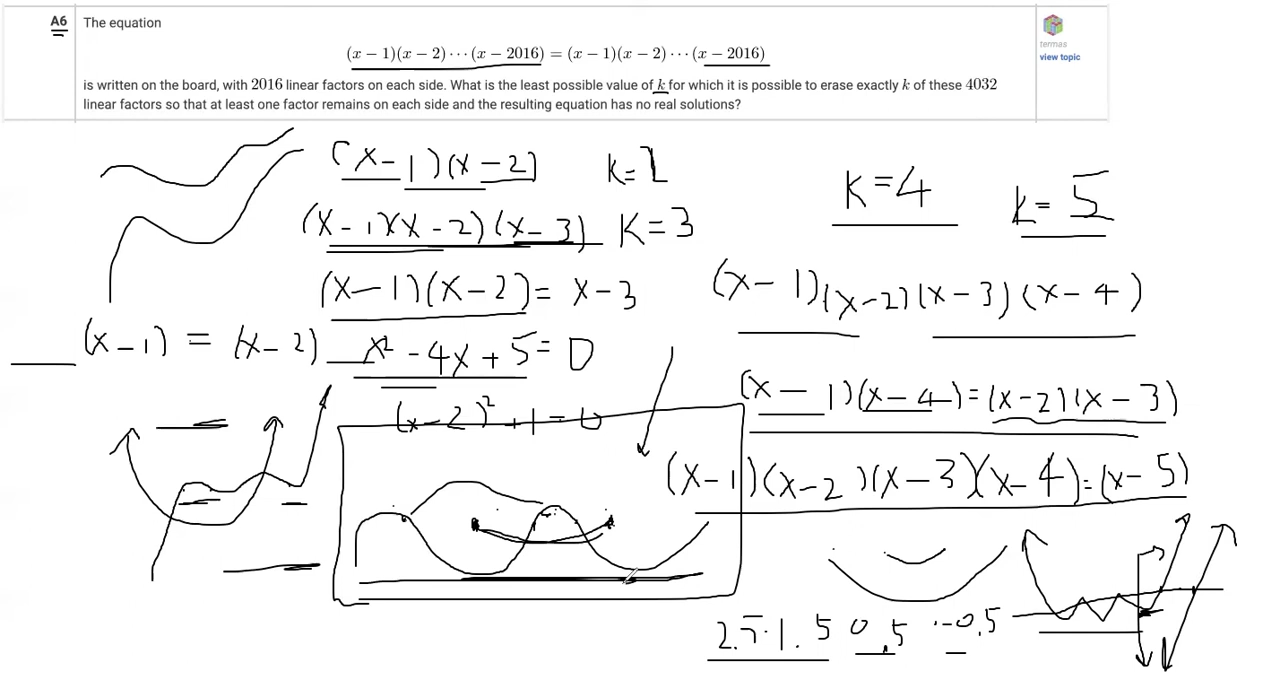 A6
The equation
(x − 1)(x − 2) ⋯ (x − 2016) = (x − 1)(x − 2) ⋯ (x − 2016)
is written on the board, with 2016 linear factors on each side. What is the least possible value of k for which it is possible to erase exactly k of these 4032
linear factors so that at least one factor remains on each side and the resulting equation has no real solutions?
termas
view topic
(x-1)(x-2) k=2
(x-1)(x-2)(x-3) K=3
(x-1)(x-2)= x-3
(x-1) = (x-2)
x²-4x+5=0
(x-2)²+1=0
K=4
k=5
(x-1)(x-2)(x-3)(x-4)
(x-1)(x-4)=(x-2)(x-3)
(x-1)(x-2)(x-3)(x-4)=(x-5)
2.5·1.5 0.5 ·-0.5